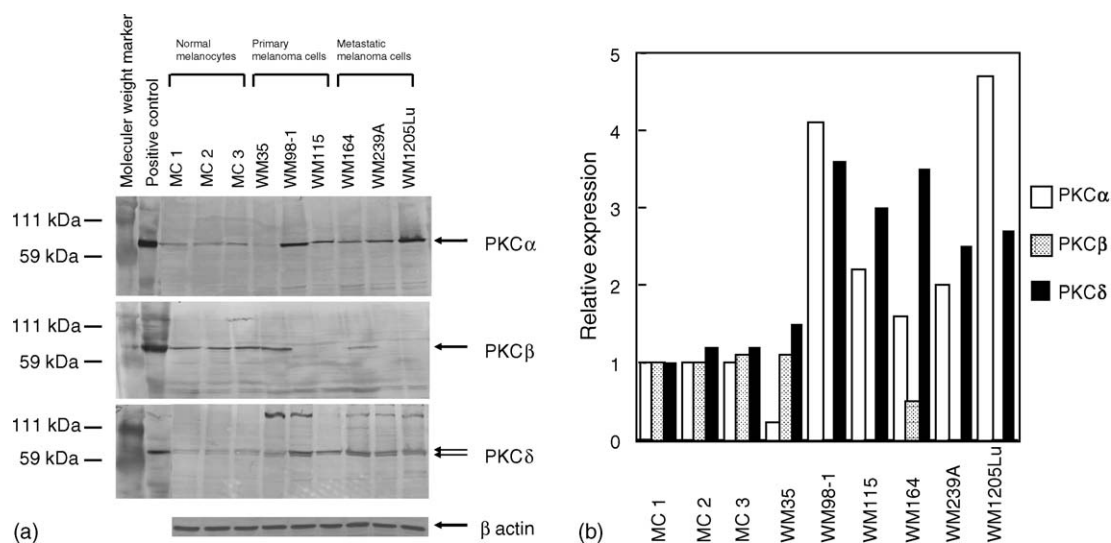 Normal melanocytes
Primary melanoma cells
Metastatic melanoma cells
Moleculer weight marker
Positive control
MC 1
MC 2
MC 3
WM35
WM98-1
WM115
WM164
WM239A
WM1205Lu
111 kDa
59 kDa
PKCα
111 kDa
59 kDa
PKCβ
111 kDa
59 kDa
PKCδ
β actin
(a)
5
4
3
2
1
0
Relative expression
MC 1
MC 2
MC 3
WM35
WM98-1
WM115
WM164
WM239A
WM1205Lu
PKCα
PKCβ
PKCδ
(b)